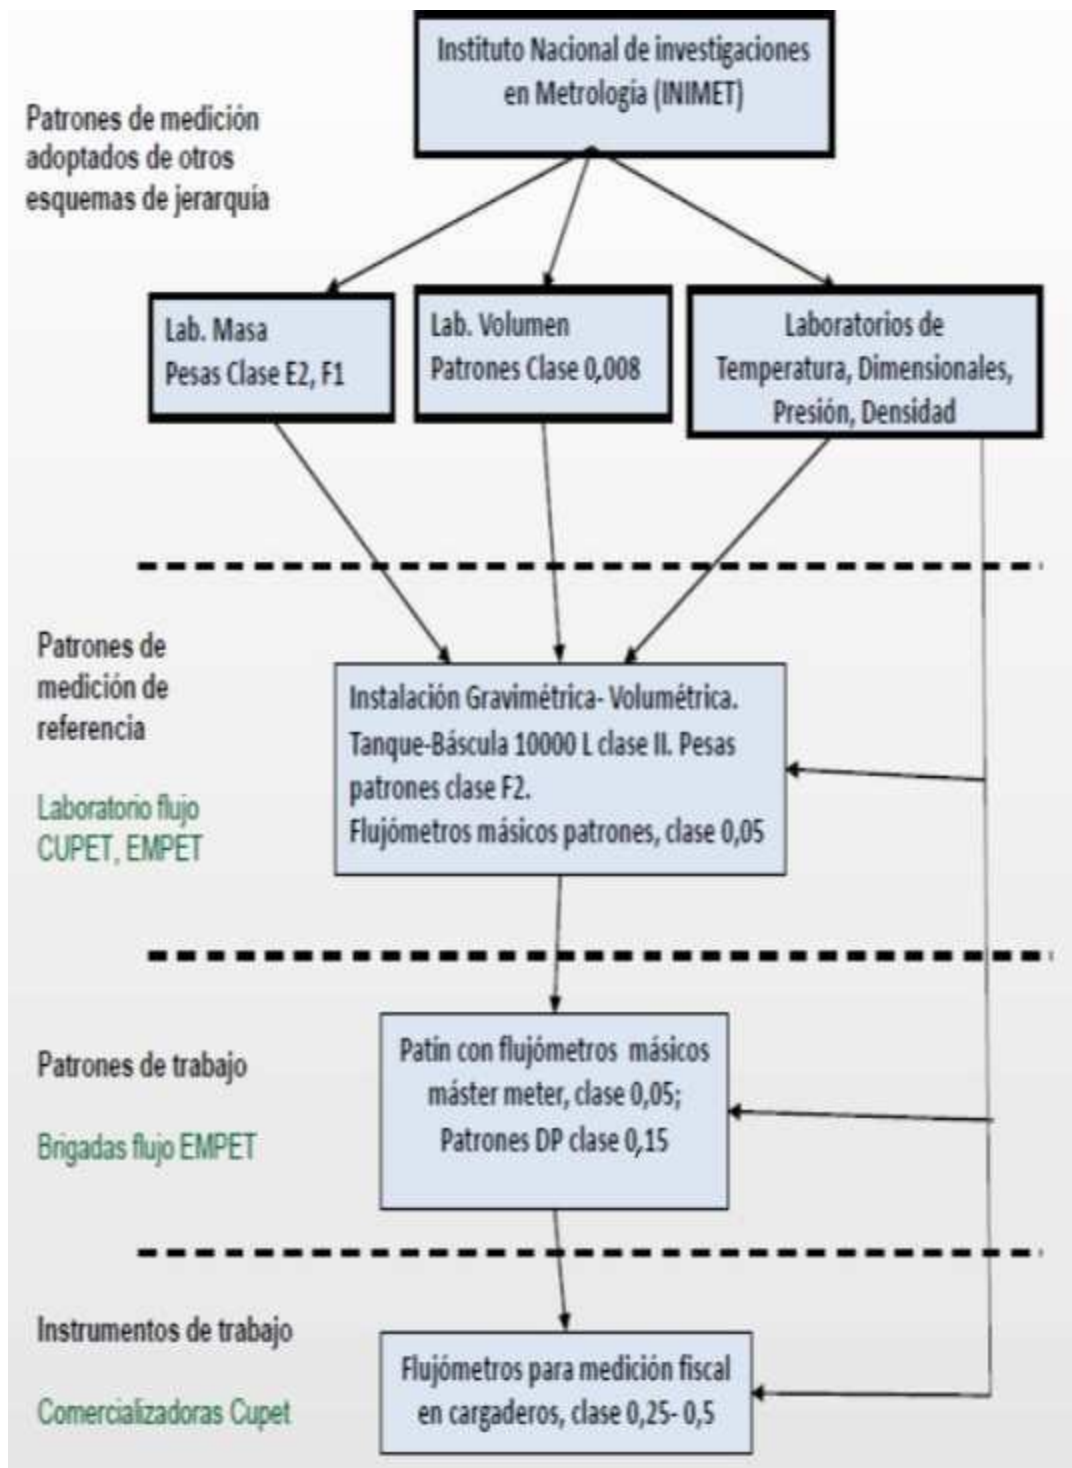 Instituto Nacional de investigaciones
en Metrología (INIMET)
Patrones de medición
adoptados de otros
esquemas de jerarquía
Lab. Masa
Pesas Clase E2, F1
Lab. Volumen
Patrones Clase 0,008
Laboratorios de
Temperatura, Dimensionales,
Presión, Densidad
Patrones de
medición de
referencia
Laboratorio flujo
CUPET, EMPET
Instalación Gravimétrica- Volumétrica.
Tanque-Báscula 10000 L clase II. Pesas
patrones clase F2.
Flujómetros másicos patrones, clase 0,05
Patrones de trabajo
Brigadas flujo EMPET
Patín con flujómetros másicos
máster meter, clase 0,05;
Patrones DP clase 0,15
Instrumentos de trabajo
Comercializadoras Cupet
Flujómetros para medición fiscal
en cargaderos, clase 0,25- 0,5